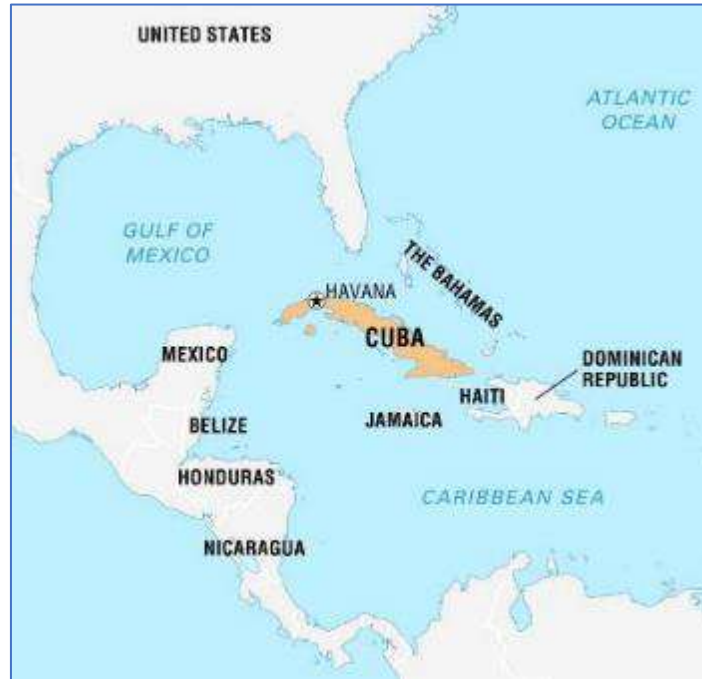 UNITED STATES
ATLANTIC
OCEAN
GULF OF
MEXICO
THE BAHAMAS
HAVANA
CUBA
MEXICO
DOMINICAN
REPUBLIC
HAITI
JAMAICA
BELIZE
HONDURAS
CARIBBEAN SEA
NICARAGUA